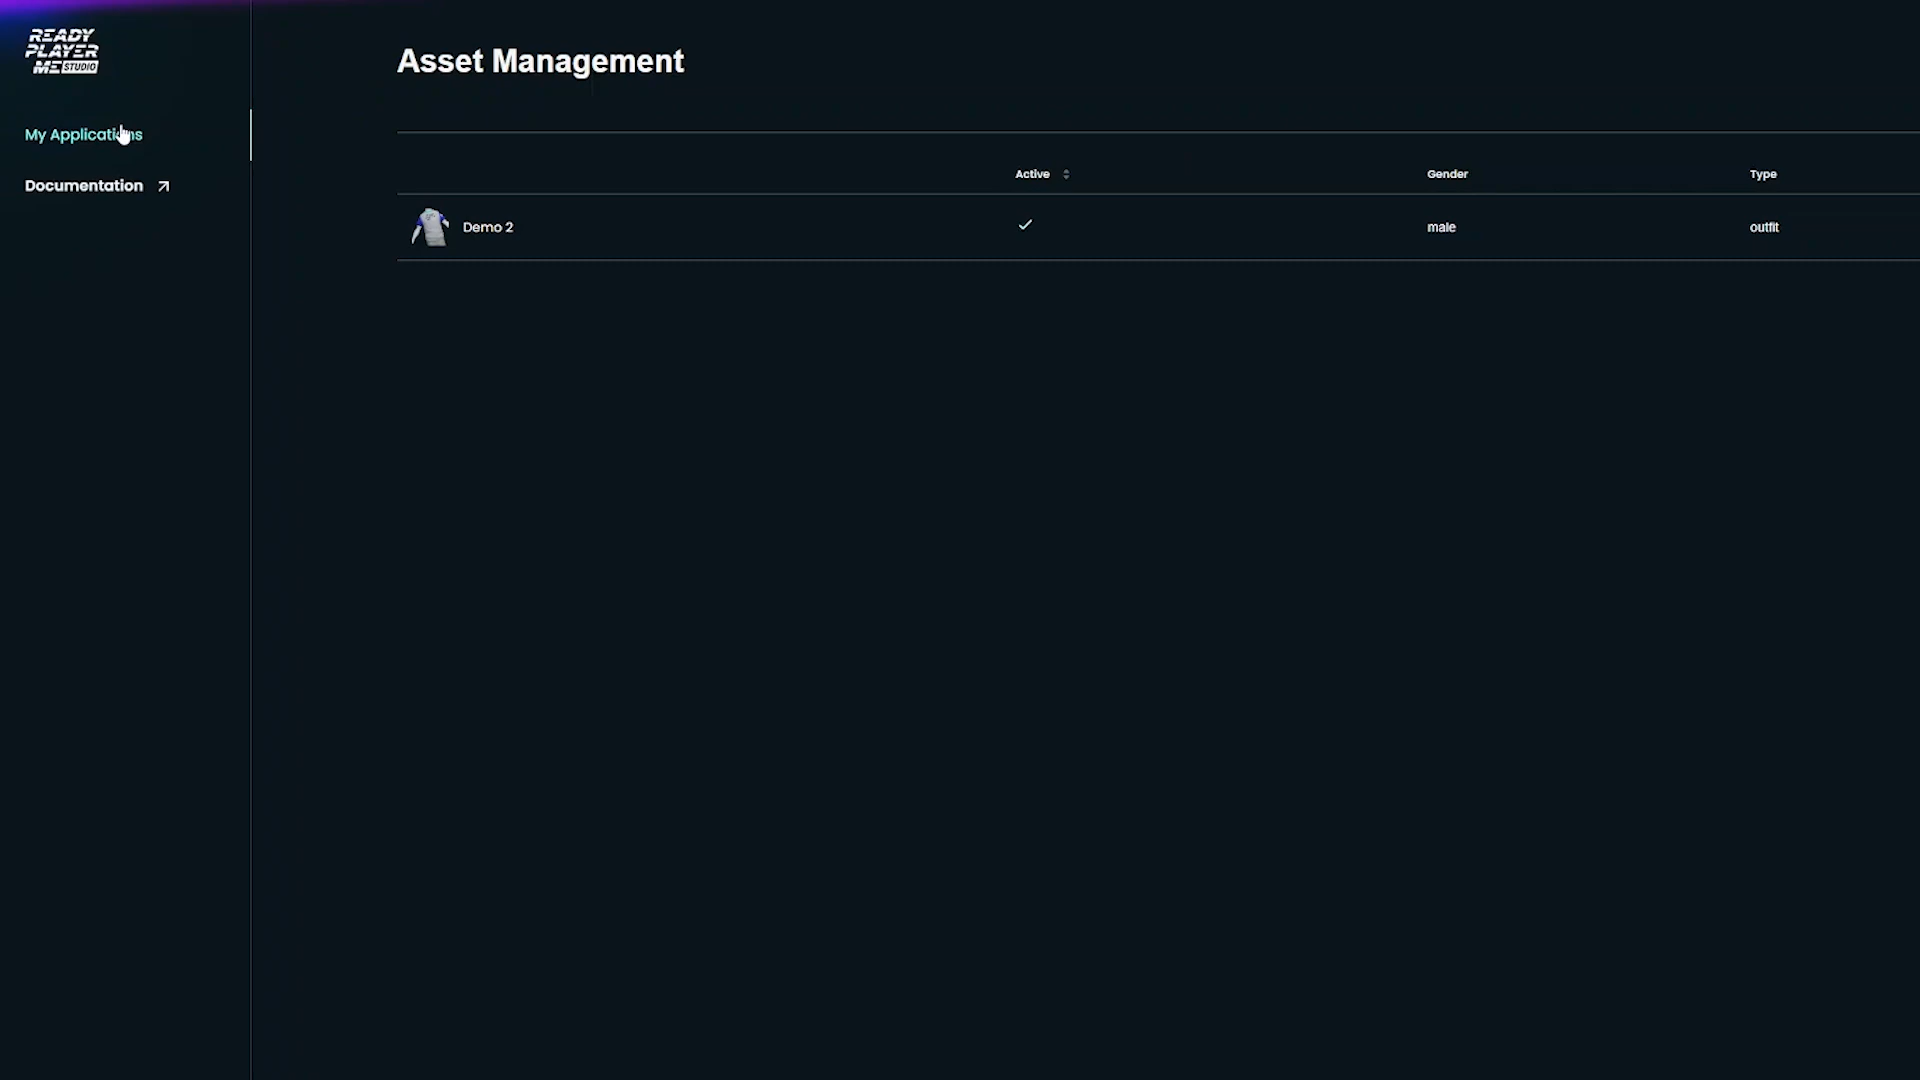 READY
PLAYER
ME STUDIO
My Applications
Documentation
Asset Management
Active Gender Type
Demo 2 male outfit